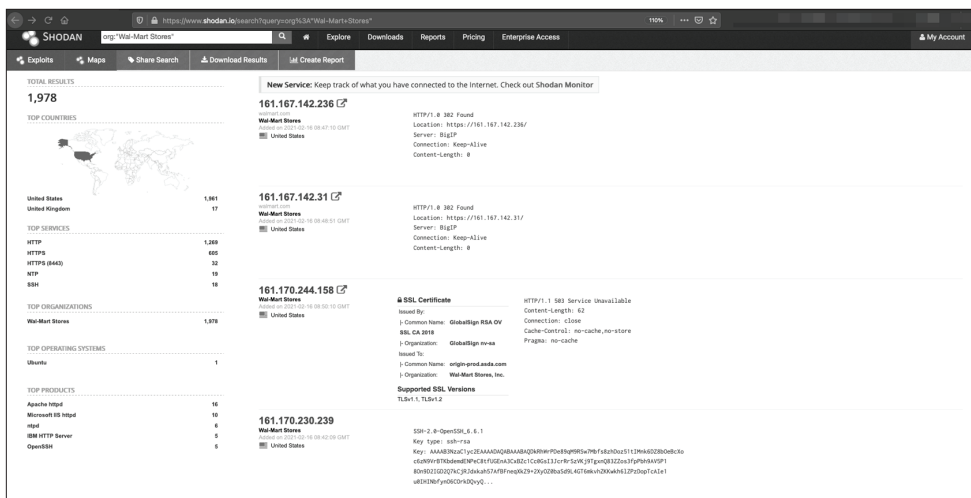 https://www.shodan.io/search?query=org%3A"Wal-Mart+Stores"
110%
SHODAN
org:"Wal-Mart Stores"
Explore Downloads Reports Pricing Enterprise Access
My Account
Exploits Maps Share Search Download Results Create Report
TOTAL RESULTS
1,978
TOP COUNTRIES
United States 1,961
United Kingdom 17
TOP SERVICES
HTTP 1,269
HTTPS 605
HTTPS (8443) 32
NTP 19
SSH 18
TOP ORGANIZATIONS
Wal-Mart Stores 1,978
TOP OPERATING SYSTEMS
Ubuntu 1
TOP PRODUCTS
Apache httpd 16
Microsoft IIS httpd 10
ntpd 6
IBM HTTP Server 5
OpenSSH 5
New Service: Keep track of what you have connected to the Internet. Check out Shodan Monitor
161.167.142.236
walmart.com
Wal-Mart Stores
Added on 2021-02-16 08:47:10 GMT
United States
HTTP/1.0 302 Found
Location: https://161.167.142.236/
Server: BigIP
Connection: Keep-Alive
Content-Length: 0
161.167.142.31
walmart.com
Wal-Mart Stores
Added on 2021-02-16 08:48:51 GMT
United States
HTTP/1.0 302 Found
Location: https://161.167.142.31/
Server: BigIP
Connection: Keep-Alive
Content-Length: 0
161.170.244.158
Wal-Mart Stores
Added on 2021-02-16 08:50:10 GMT
United States
SSL Certificate
Issued By:
|- Common Name: GlobalSign RSA OV
SSL CA 2018
|- Organization: GlobalSign nv-sa
Issued To:
|- Common Name: origin-prod.asda.com
|- Organization: Wal-Mart Stores, Inc.
Supported SSL Versions
TLSv1.1, TLSv1.2
HTTP/1.1 503 Service Unavailable
Content-Length: 62
Connection: close
Cache-Control: no-cache,no-store
Pragma: no-cache
161.170.230.239
Wal-Mart Stores
Added on 2021-02-16 08:42:09 GMT
United States
SSH-2.0-OpenSSH_6.6.1
Key type: ssh-rsa
Key: